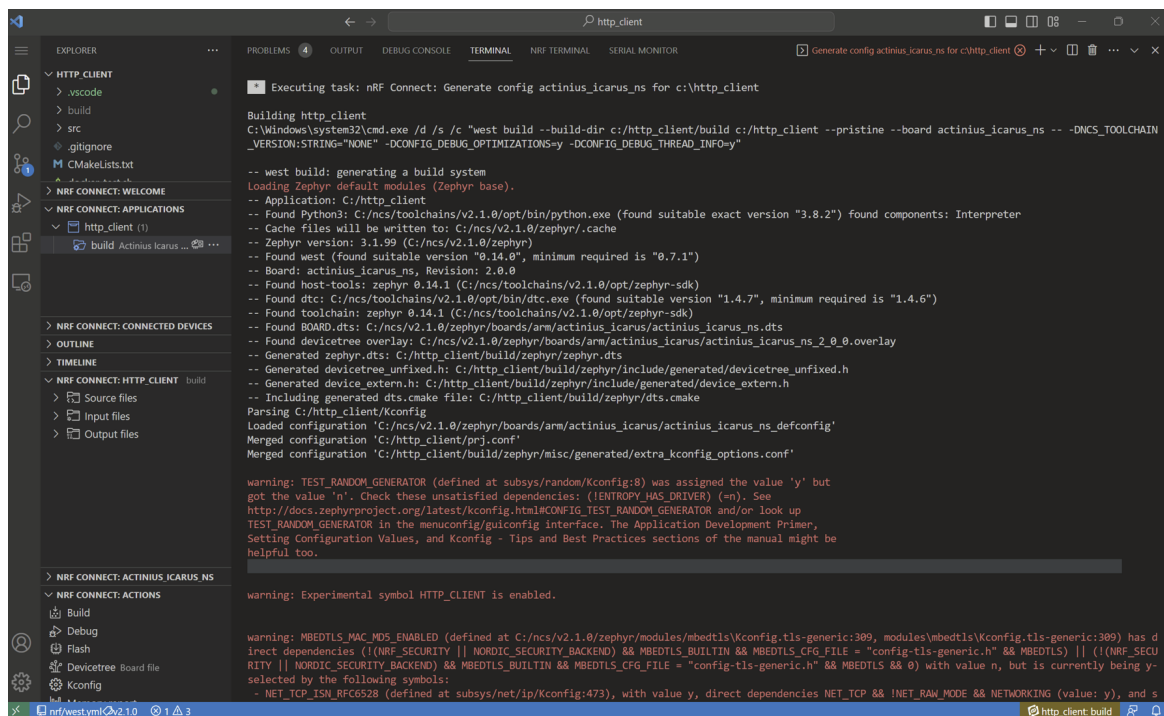 http_client
EXPLORER
HTTP_CLIENT
.vscode
build
src
.gitignore
CMakeLists.txt
NRF CONNECT: WELCOME
NRF CONNECT: APPLICATIONS
http_client (1)
build Actinius Icarus ...
NRF CONNECT: CONNECTED DEVICES
OUTLINE
TIMELINE
NRF CONNECT: HTTP_CLIENT build
Source files
Input files
Output files
NRF CONNECT: ACTINIUS_ICARUS_NS
NRF CONNECT: ACTIONS
Build
Debug
Flash
Devicetree Board file
Kconfig
PROBLEMS 4 OUTPUT DEBUG CONSOLE TERMINAL NRF TERMINAL SERIAL MONITOR
Generate config actinius_icarus_ns for c:\http_client
* Executing task: nRF Connect: Generate config actinius_icarus_ns for c:\http_client
Building http_client
C:\Windows\system32\cmd.exe /d /s /c "west build --build-dir c:/http_client/build c:/http_client --pristine --board actinius_icarus_ns -- -DNCS_TOOLCHAIN
_VERSION:STRING="NONE" -DCONFIG_DEBUG_OPTIMIZATIONS=y -DCONFIG_DEBUG_THREAD_INFO=y"
-- west build: generating a build system
Loading Zephyr default modules (Zephyr base).
-- Application: C:/http_client
-- Found Python3: C:/ncs/toolchains/v2.1.0/opt/bin/python.exe (found suitable exact version "3.8.2") found components: Interpreter
-- Cache files will be written to: C:/ncs/v2.1.0/zephyr/.cache
-- Zephyr version: 3.1.99 (C:/ncs/v2.1.0/zephyr)
-- Found west (found suitable version "0.14.0", minimum required is "0.7.1")
-- Board: actinius_icarus_ns, Revision: 2.0.0
-- Found host-tools: zephyr 0.14.1 (C:/ncs/toolchains/v2.1.0/opt/zephyr-sdk)
-- Found dtc: C:/ncs/toolchains/v2.1.0/opt/bin/dtc.exe (found suitable version "1.4.7", minimum required is "1.4.6")
-- Found toolchain: zephyr 0.14.1 (C:/ncs/toolchains/v2.1.0/opt/zephyr-sdk)
-- Found BOARD.dts: C:/ncs/v2.1.0/zephyr/boards/arm/actinius_icarus/actinius_icarus_ns.dts
-- Found devicetree overlay: C:/ncs/v2.1.0/zephyr/boards/arm/actinius_icarus/actinius_icarus_ns_2_0_0.overlay
-- Generated zephyr.dts: C:/http_client/build/zephyr/zephyr.dts
-- Generated devicetree_unfixed.h: C:/http_client/build/zephyr/include/generated/devicetree_unfixed.h
-- Generated device_extern.h: C:/http_client/build/zephyr/include/generated/device_extern.h
-- Including generated dts.cmake file: C:/http_client/build/zephyr/dts.cmake
Parsing C:/http_client/Kconfig
Loaded configuration 'C:/ncs/v2.1.0/zephyr/boards/arm/actinius_icarus/actinius_icarus_ns_defconfig'
Merged configuration 'C:/http_client/prj.conf'
Merged configuration 'C:/http_client/build/zephyr/misc/generated/extra_kconfig_options.conf'
warning: TEST_RANDOM_GENERATOR (defined at subsys/random/Kconfig:8) was assigned the value 'y' but
got the value 'n'. Check these unsatisfied dependencies: (!ENTROPY_HAS_DRIVER) (=n). See
http://docs.zephyrproject.org/latest/kconfig.html#CONFIG_TEST_RANDOM_GENERATOR and/or look up
TEST_RANDOM_GENERATOR in the menuconfig/guiconfig interface. The Application Development Primer,
Setting Configuration Values, and Kconfig - Tips and Best Practices sections of the manual might be
helpful too.
warning: Experimental symbol HTTP_CLIENT is enabled.
warning: MBEDTLS_MAC_MD5_ENABLED (defined at C:/ncs/v2.1.0/zephyr/modules/mbedtls\Kconfig.tls-generic:309, modules\mbedtls\Kconfig.tls-generic:309) has d
irect dependencies (!(NRF_SECURITY || NORDIC_SECURITY_BACKEND) && MBEDTLS_BUILTIN && MBEDTLS_CFG_FILE = "config-tls-generic.h" && MBEDTLS) || (!(NRF_SECU
RITY || NORDIC_SECURITY_BACKEND) && MBEDTLS_BUILTIN && MBEDTLS_CFG_FILE = "config-tls-generic.h" && MBEDTLS && 0) with value n, but is currently being y-
selected by the following symbols:
- NET_TCP_ISN_RFC6528 (defined at subsys/net/ip/Kconfig:473), with value y, direct dependencies NET_TCP && !NET_RAW_MODE && NETWORKING (value: y), and s
1
nrf/west.yml v2.1.0 1 3 http_client: build